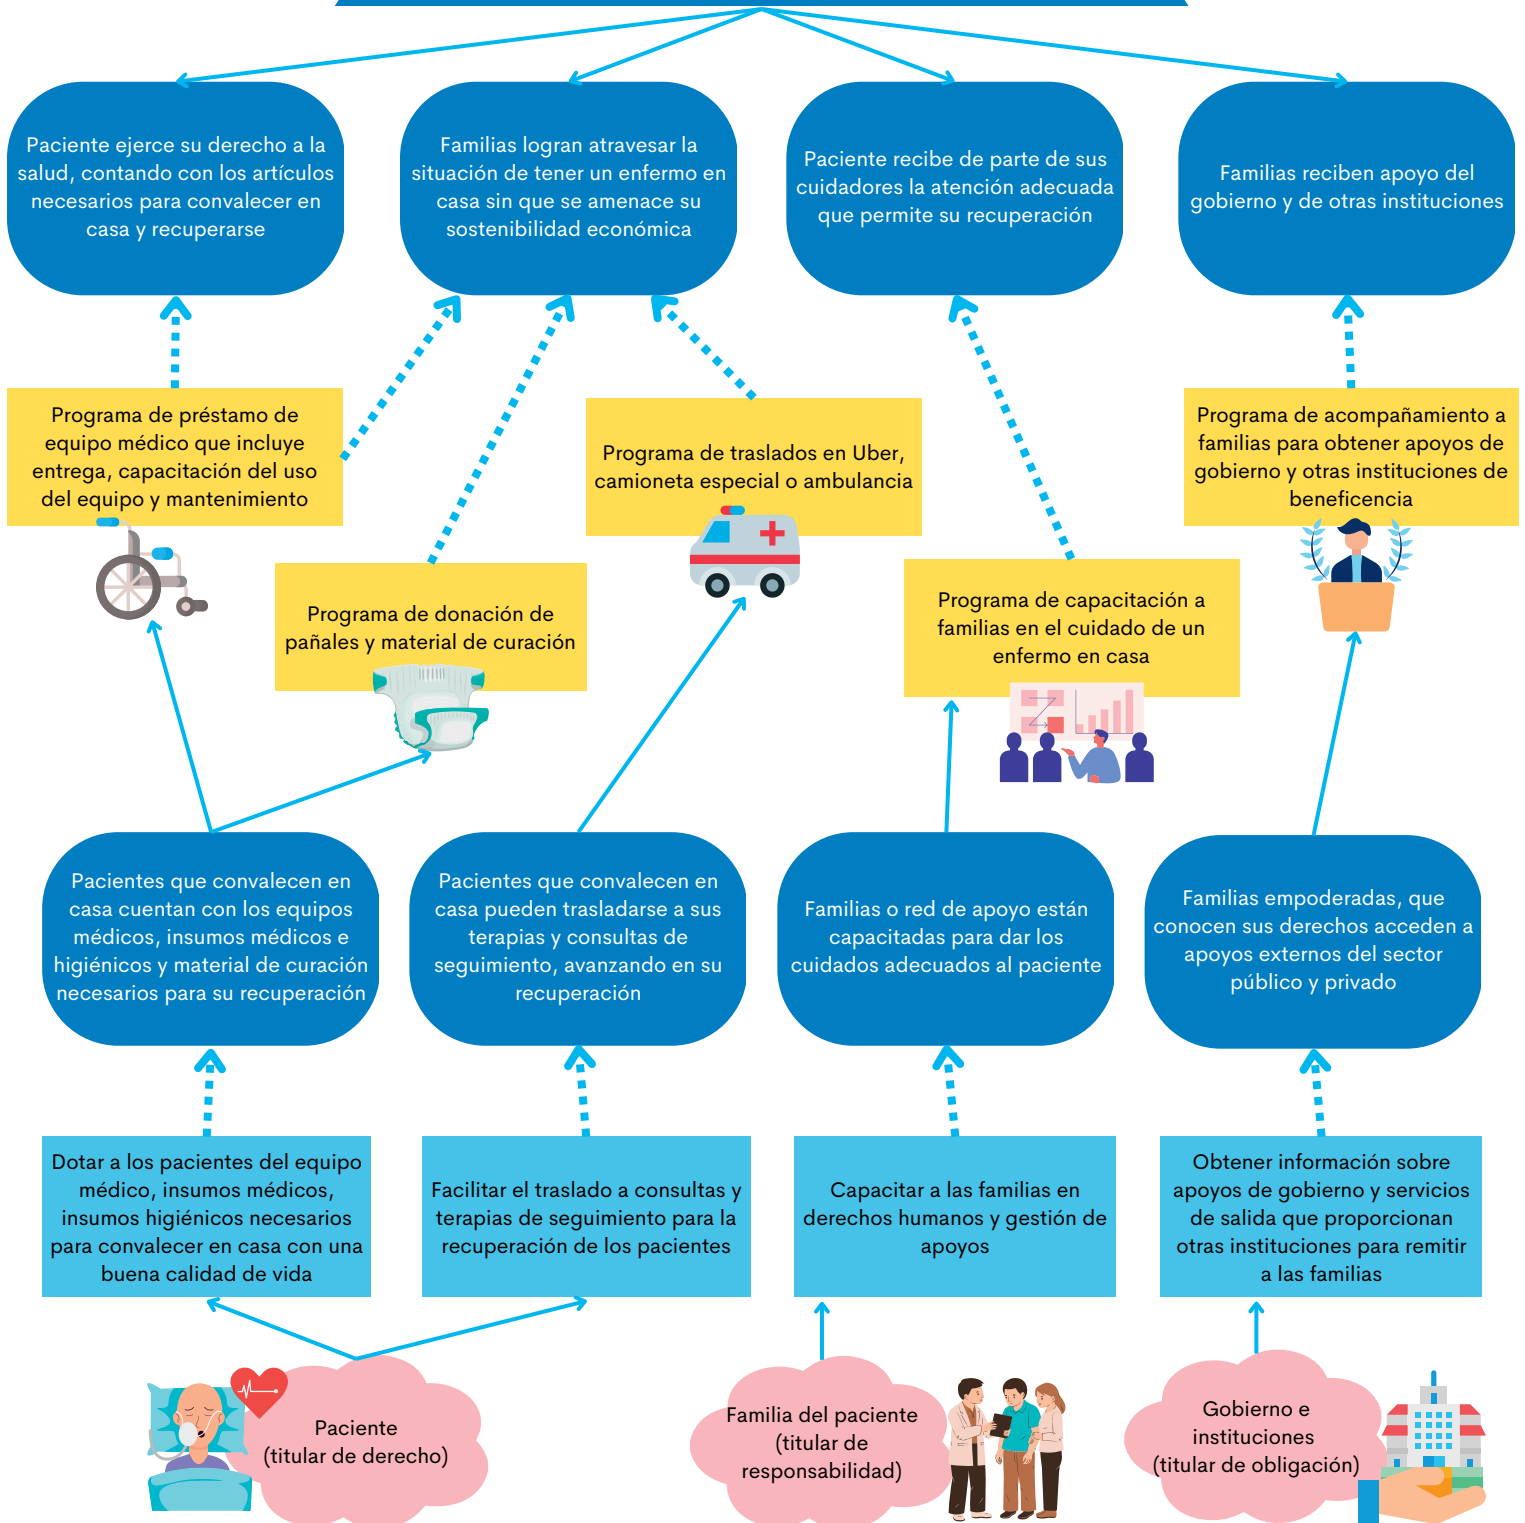 Paciente ejerce su derecho a la
salud, contando con los artículos
necesarios para convalecer en
casa y recuperarse
Familias logran atravesar la
situación de tener un enfermo en
casa sin que se amenace su
sostenibilidad económica
Paciente recibe de parte de sus
cuidadores la atención adecuada
que permite su recuperación
Familias reciben apoyo del
gobierno y de otras instituciones
Programa de préstamo de
equipo médico que incluye
entrega, capacitación del uso
del equipo y mantenimiento
Programa de donación de
pañales y material de curación
Programa de traslados en Uber,
camioneta especial o ambulancia
Programa de capacitación a
familias en el cuidado de un
enfermo en casa
Programa de acompañamiento a
familias para obtener apoyos de
gobierno y otras instituciones de
beneficencia
Pacientes que convalecen en
casa cuentan con los equipos
médicos, insumos médicos e
higiénicos y material de curación
necesarios para su recuperación
Pacientes que convalecen en
casa pueden trasladarse a sus
terapias y consultas de
seguimiento, avanzando en su
recuperación
Familias o red de apoyo están
capacitadas para dar los
cuidados adecuados al paciente
Familias empoderadas, que
conocen sus derechos acceden a
apoyos externos del sector
público y privado
Dotar a los pacientes del equipo
médico, insumos médicos,
insumos higiénicos necesarios
para convalecer en casa con una
buena calidad de vida
Facilitar el traslado a consultas y
terapias de seguimiento para la
recuperación de los pacientes
Capacitar a las familias en
derechos humanos y gestión de
apoyos
Obtener información sobre
apoyos de gobierno y servicios
de salida que proporcionan
otras instituciones para remitir
a las familias
Paciente
(titular de derecho)
Familia del paciente
(titular de
responsabilidad)
Gobierno e
instituciones
(titular de obligación)